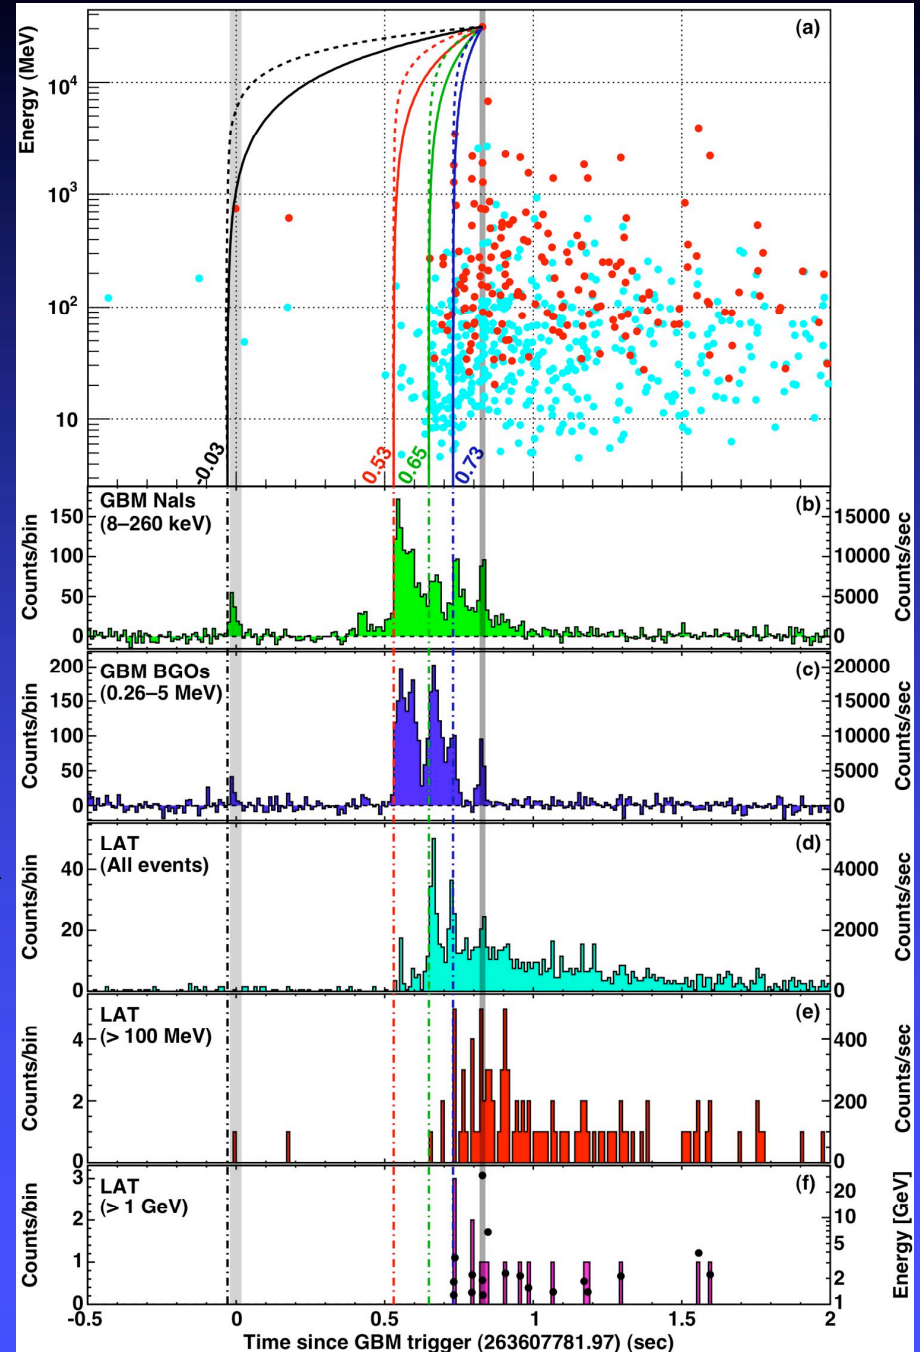 (a)
Energy (MeV)
10⁴
10³
10²
10
-0.03
0.53
0.65
0.73
GBM NaIs
(8–260 keV)
(b)
Counts/bin
150
100
50
0
15000
10000
5000
0
Counts/sec
GBM BGOs
(0.26–5 MeV)
(c)
Counts/bin
200
150
100
50
0
20000
15000
10000
5000
0
Counts/sec
LAT
(All events)
(d)
Counts/bin
40
20
0
4000
2000
0
Counts/sec
LAT
(> 100 MeV)
(e)
Counts/bin
4
2
0
400
200
0
Counts/sec
LAT
(> 1 GeV)
(f)
Counts/bin
3
2
1
0
20
10
5
2
1
Energy [GeV]
-0.5 0 0.5 1 1.5 2
Time since GBM trigger (263607781.97) (sec)